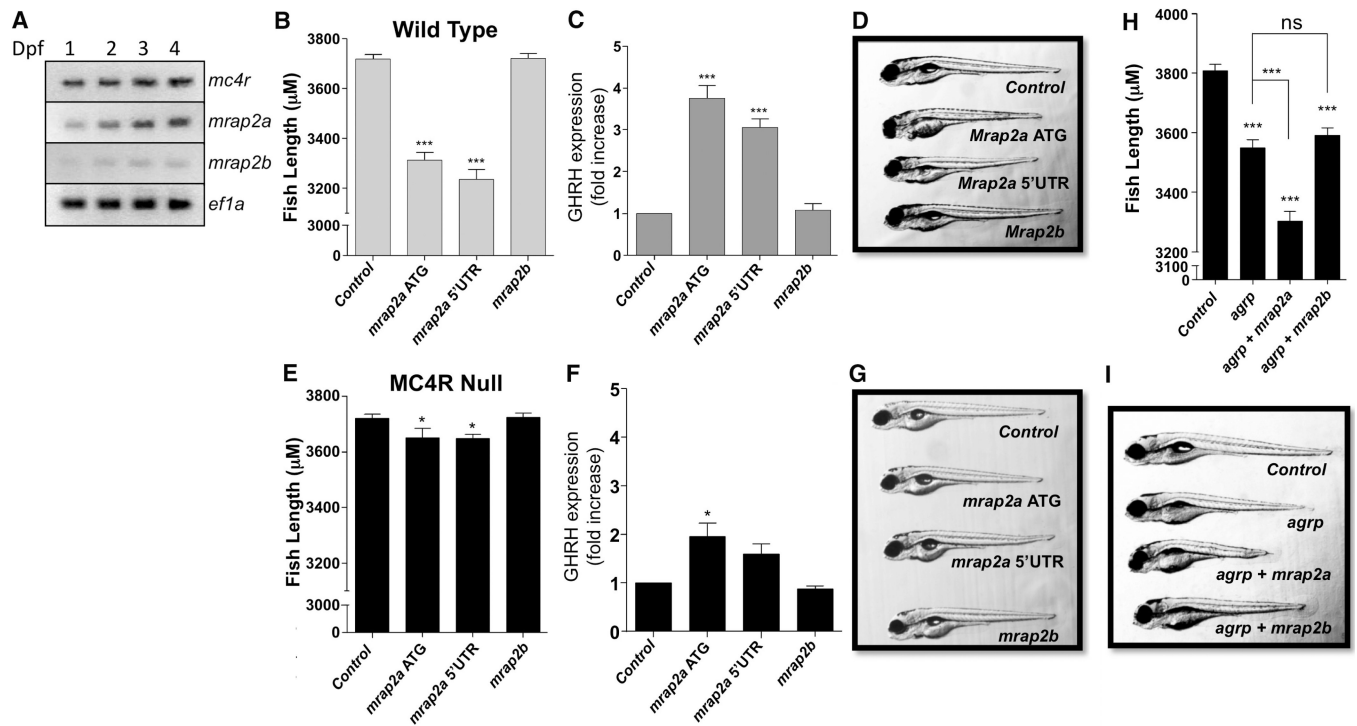 A
Dpf 1 2 3 4
mc4r
mrap2a
mrap2b
ef1a
B
Wild Type
Fish Length (μM)
3800
3600
3400
3200
3000
0
***
***
Control
mrap2a ATG
mrap2a 5'UTR
mrap2b
C
GHRH expression
(fold increase)
5
4
3
2
1
0
***
***
Control
mrap2a ATG
mrap2a 5'UTR
mrap2b
D
Control
Mrap2a ATG
Mrap2a 5'UTR
Mrap2b
H
Fish Length (μM)
4000
3800
3600
3400
3200
3100
0
ns
***
***
***
***
Control
agrp
agrp + mrap2a
agrp + mrap2b
E
MC4R Null
Fish Length (μM)
3800
3600
3400
3200
3000
0
*
*
Control
mrap2a ATG
mrap2a 5'UTR
mrap2b
F
GHRH expression
(fold increase)
5
4
3
2
1
0
*
Control
mrap2a ATG
mrap2a 5'UTR
mrap2b
G
Control
mrap2a ATG
mrap2a 5'UTR
mrap2b
I
Control
agrp
agrp + mrap2a
agrp + mrap2b